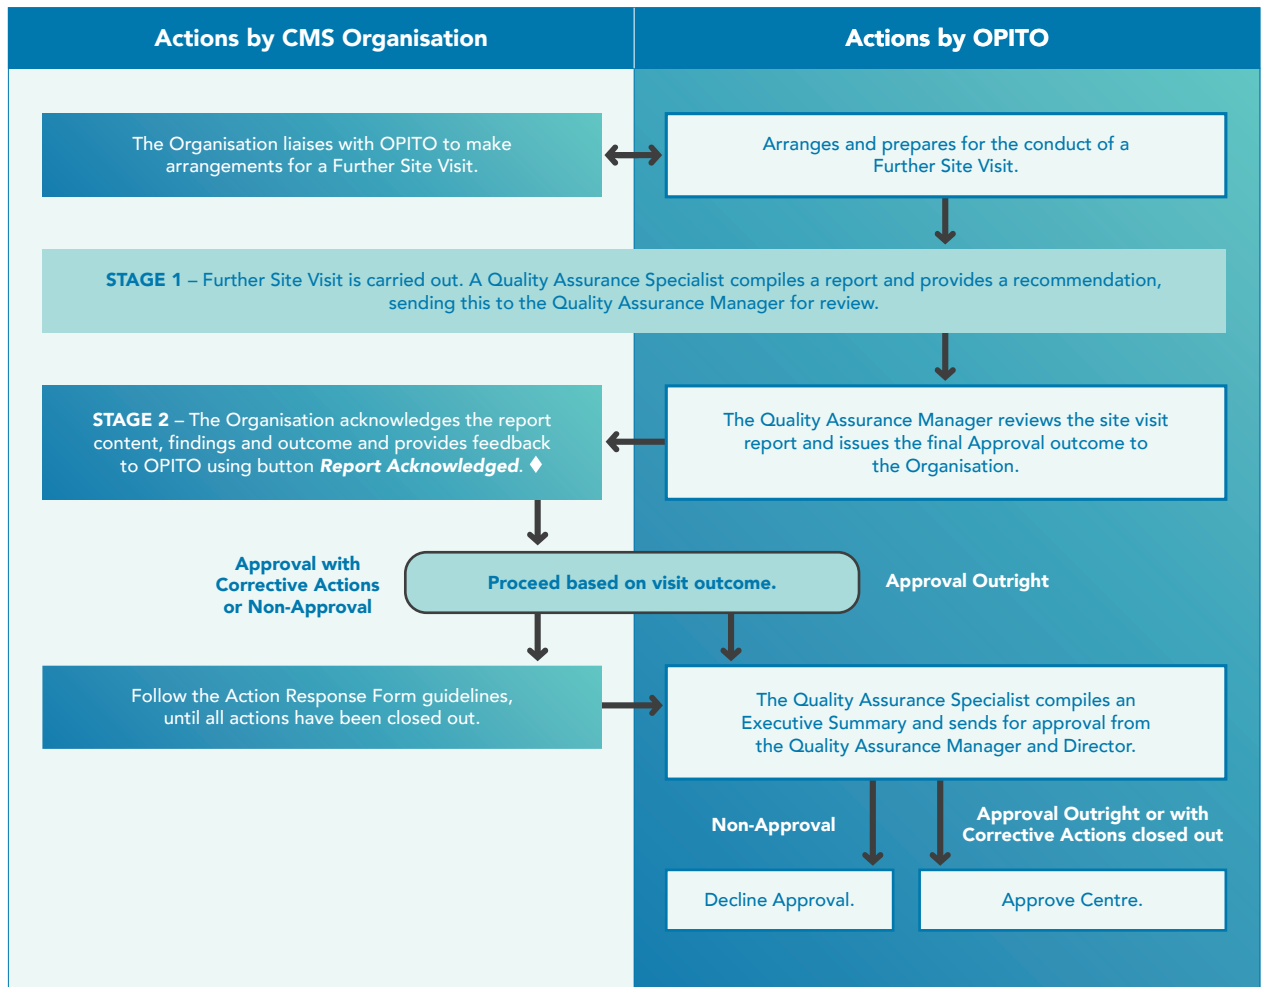 Actions by CMS Organisation
Actions by OPITO
The Organisation liaises with OPITO to make
arrangements for a Further Site Visit.
Arranges and prepares for the conduct of a
Further Site Visit.
STAGE 1 – Further Site Visit is carried out. A Quality Assurance Specialist compiles a report and provides a recommendation,
sending this to the Quality Assurance Manager for review.
STAGE 2 – The Organisation acknowledges the report
content, findings and outcome and provides feedback
to OPITO using button Report Acknowledged. ♦
The Quality Assurance Manager reviews the site visit
report and issues the final Approval outcome to
the Organisation.
Approval with
Corrective Actions
or Non-Approval
Proceed based on visit outcome.
Approval Outright
Follow the Action Response Form guidelines,
until all actions have been closed out.
The Quality Assurance Specialist compiles an
Executive Summary and sends for approval from
the Quality Assurance Manager and Director.
Non-Approval
Approval Outright or with
Corrective Actions closed out
Decline Approval.
Approve Centre.